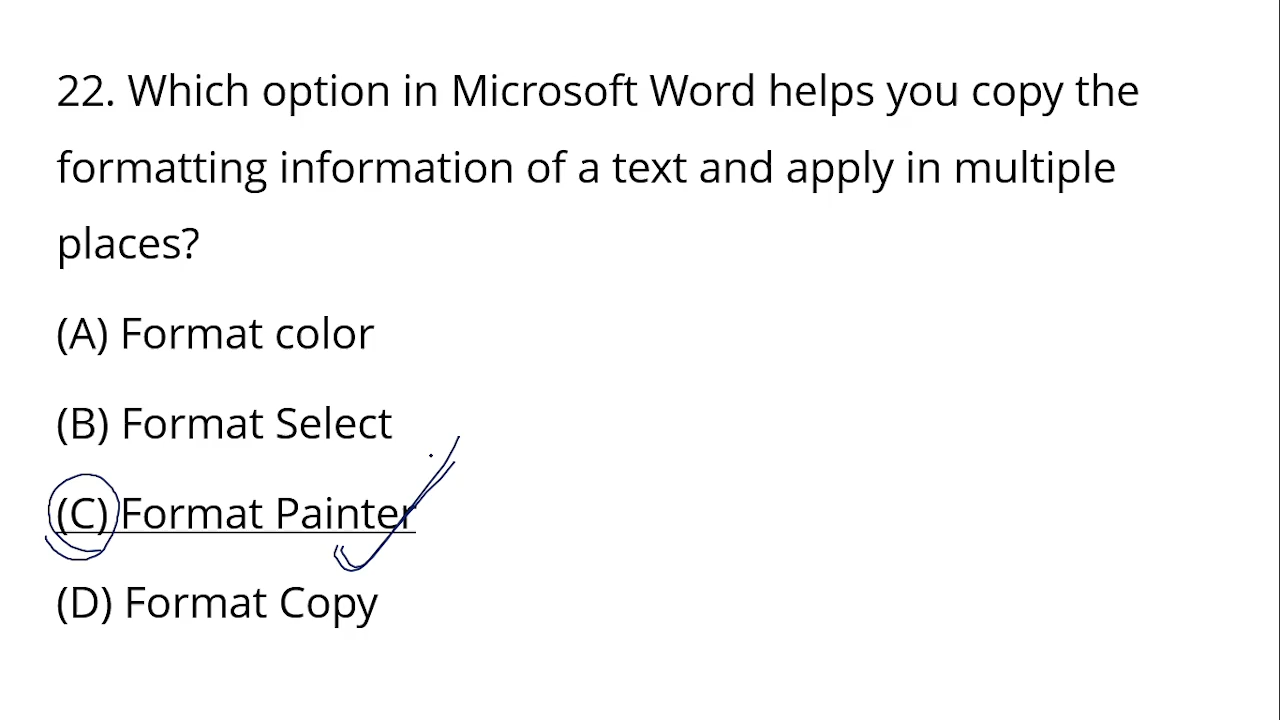 22. Which option in Microsoft Word helps you copy the
formatting information of a text and apply in multiple
places?
(A) Format color
(B) Format Select
(C) Format Painter
(D) Format Copy